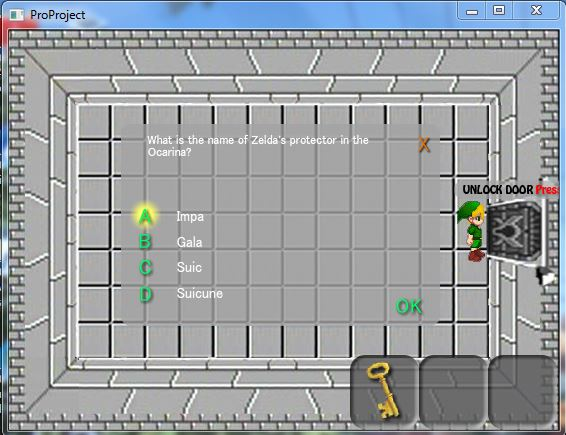 ProProject
What is the name of Zelda's protector in the
Ocarina?
X
UNLOCK DOOR Press
A Impa
B Gala
C Suic
D Suicune
OK